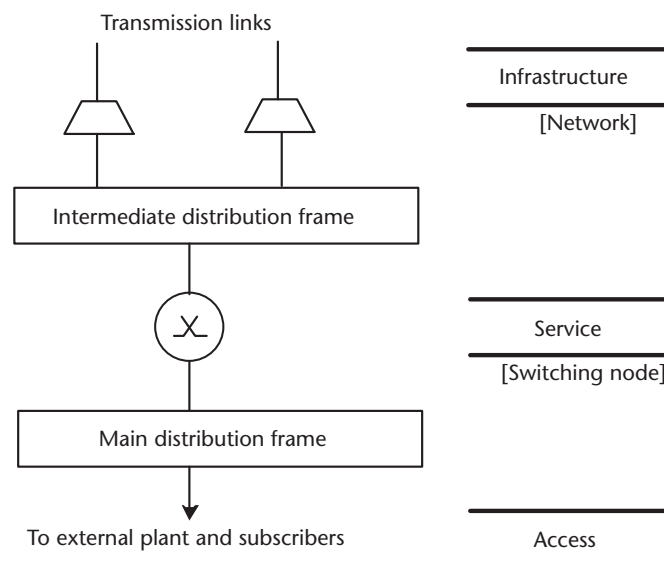 Transmission links
Infrastructure
[Network]
Intermediate distribution frame
Service
[Switching node]
Main distribution frame
To external plant and subscribers
Access